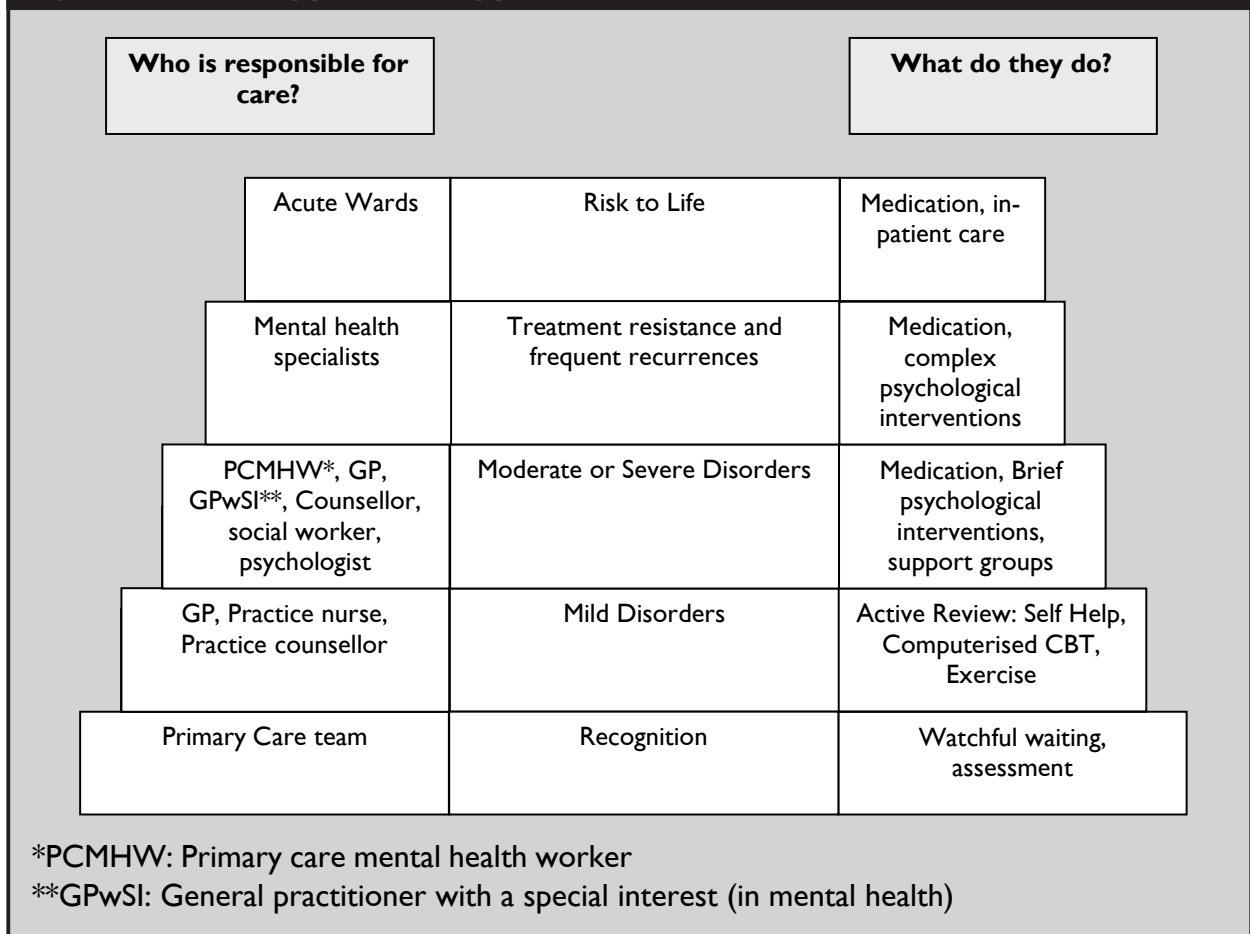 Who is responsible for
care?
What do they do?
Acute Wards
Risk to Life
Medication, in-
patient care
Mental health
specialists
Treatment resistance and
frequent recurrences
Medication,
complex
psychological
interventions
PCMHW*, GP,
GPwSI**, Counsellor,
social worker,
psychologist
Moderate or Severe Disorders
Medication, Brief
psychological
interventions,
support groups
GP, Practice nurse,
Practice counsellor
Mild Disorders
Active Review: Self Help,
Computerised CBT,
Exercise
Primary Care team
Recognition
Watchful waiting,
assessment
*PCMHW: Primary care mental health worker
**GPwSI: General practitioner with a special interest (in mental health)